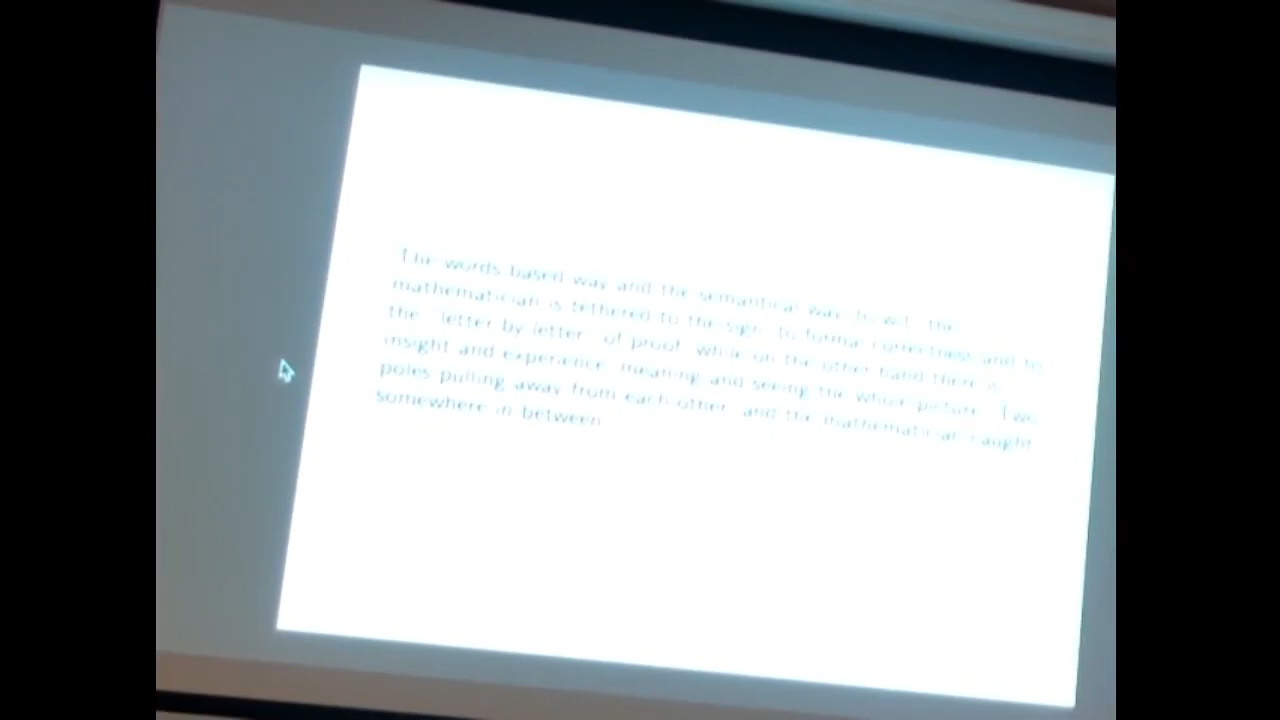 The words based way and the semantical way, to wit, the
mathematician is tethered to the sign, to formal correctness and to
the "letter by letter" of proof, while on the other hand there is
insight and experience, meaning and seeing the whole picture. Two
poles pulling away from each other, and the mathematician caught
somewhere in between.